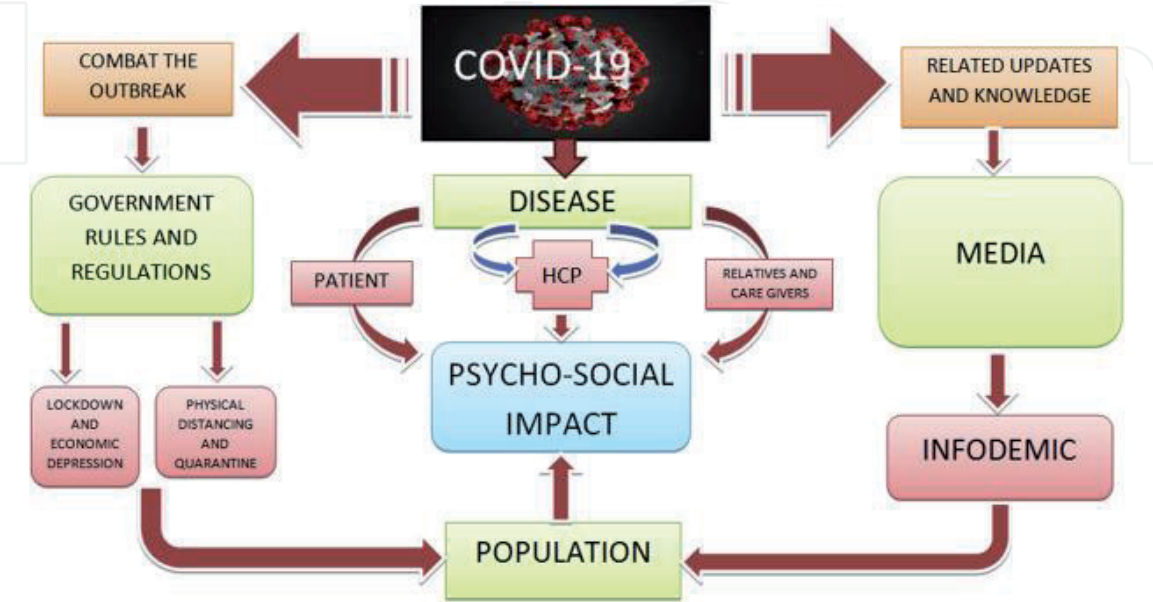 COVID-19
COMBAT THE
OUTBREAK
RELATED UPDATES
AND KNOWLEDGE
GOVERNMENT
RULES AND
REGULATIONS
DISEASE
MEDIA
PATIENT
HCP
RELATIVES AND
CARE GIVERS
PSYCHO-SOCIAL
IMPACT
LOCKDOWN
AND
ECONOMIC
DEPRESSION
PHYSICAL
DISTANCING
AND
QUARANTINE
INFODEMIC
POPULATION